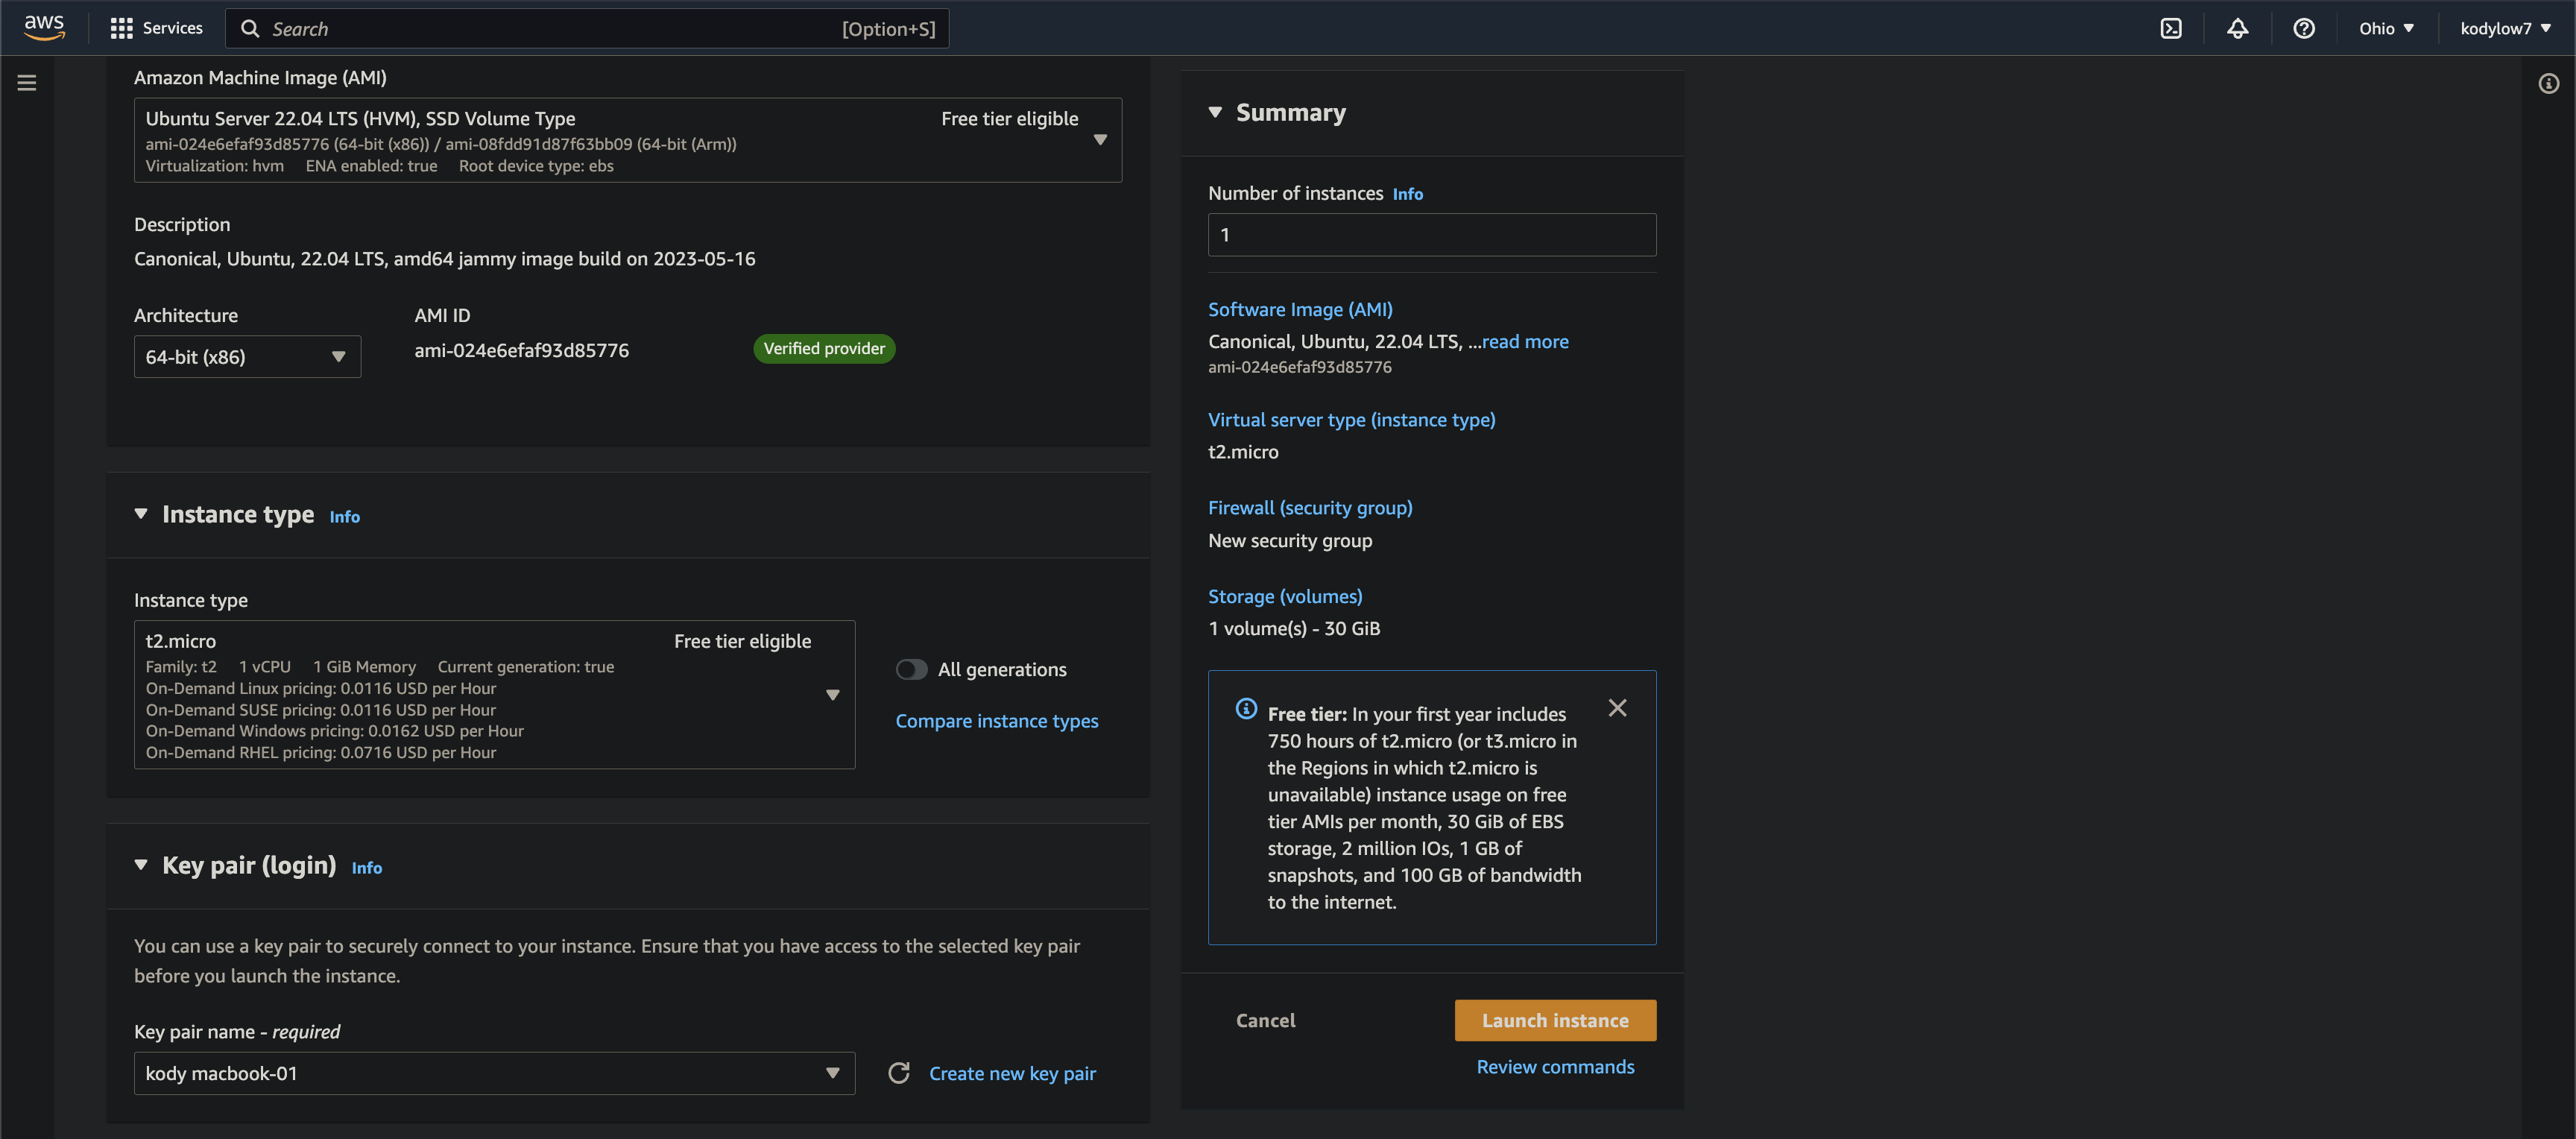 aws
Services
Search
[Option+S]
Ohio
kodylow7
Amazon Machine Image (AMI)
Ubuntu Server 22.04 LTS (HVM), SSD Volume Type
Free tier eligible
ami-024e6efaf93d85776 (64-bit (x86)) / ami-08fdd91d87f63bb09 (64-bit (Arm))
Virtualization: hvm ENA enabled: true Root device type: ebs
Description
Canonical, Ubuntu, 22.04 LTS, amd64 jammy image build on 2023-05-16
Architecture
AMI ID
64-bit (x86)
ami-024e6efaf93d85776
Verified provider
Instance type Info
Instance type
t2.micro
Free tier eligible
Family: t2 1 vCPU 1 GiB Memory Current generation: true
On-Demand Linux pricing: 0.0116 USD per Hour
On-Demand SUSE pricing: 0.0116 USD per Hour
On-Demand Windows pricing: 0.0162 USD per Hour
On-Demand RHEL pricing: 0.0716 USD per Hour
All generations
Compare instance types
Key pair (login) Info
You can use a key pair to securely connect to your instance. Ensure that you have access to the selected key pair
before you launch the instance.
Key pair name - required
kody macbook-01
Create new key pair
Summary
Number of instances Info
1
Software Image (AMI)
Canonical, Ubuntu, 22.04 LTS, ...read more
ami-024e6efaf93d85776
Virtual server type (instance type)
t2.micro
Firewall (security group)
New security group
Storage (volumes)
1 volume(s) - 30 GiB
Free tier: In your first year includes
750 hours of t2.micro (or t3.micro in
the Regions in which t2.micro is
unavailable) instance usage on free
tier AMIs per month, 30 GiB of EBS
storage, 2 million IOs, 1 GB of
snapshots, and 100 GB of bandwidth
to the internet.
Cancel
Launch instance
Review commands